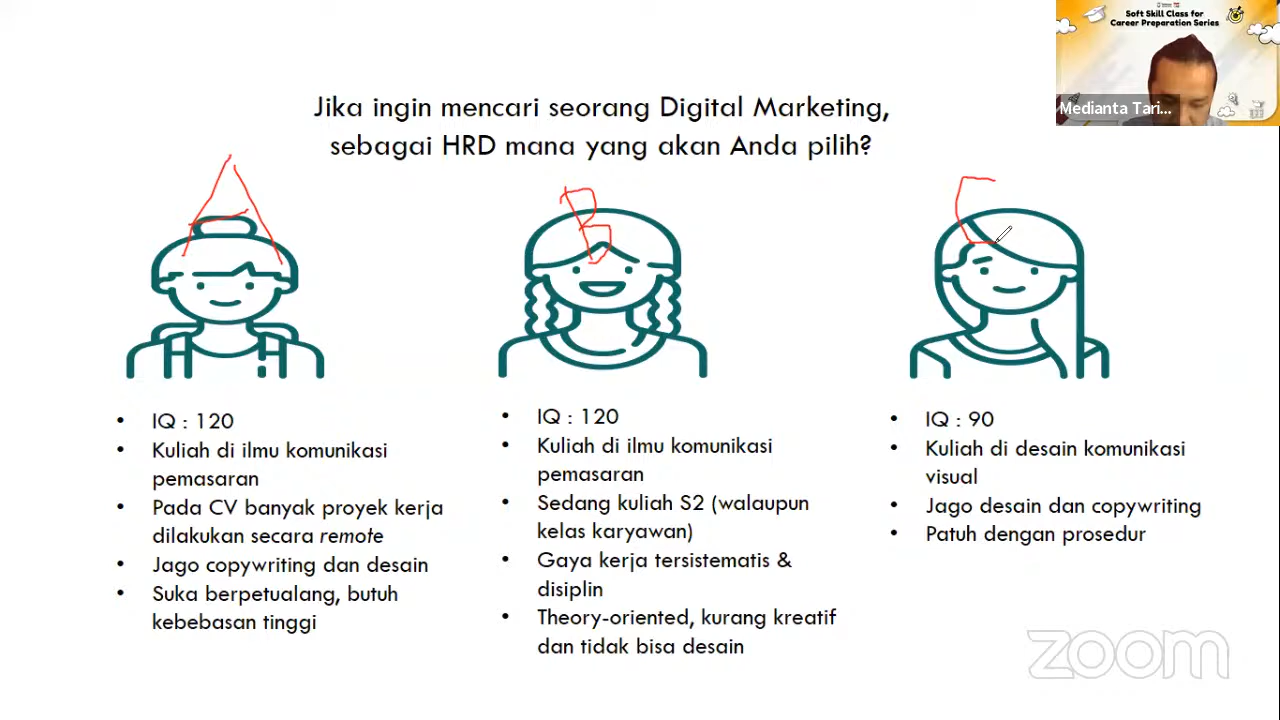 Soft Skill Class for
Career Preparation Series
Medianta Tari...
Jika ingin mencari seorang Digital Marketing,
sebagai HRD mana yang akan Anda pilih?
A
B
C
• IQ : 120
• Kuliah di ilmu komunikasi
pemasaran
• Pada CV banyak proyek kerja
dilakukan secara remote
• Jago copywriting dan desain
• Suka berpetualang, butuh
kebebasan tinggi
• IQ : 120
• Kuliah di ilmu komunikasi
pemasaran
• Sedang kuliah S2 (walaupun
kelas karyawan)
• Gaya kerja tersistematis &
disiplin
• Theory-oriented, kurang kreatif
dan tidak bisa desain
• IQ : 90
• Kuliah di desain komunikasi
visual
• Jago desain dan copywriting
• Patuh dengan prosedur
zoom